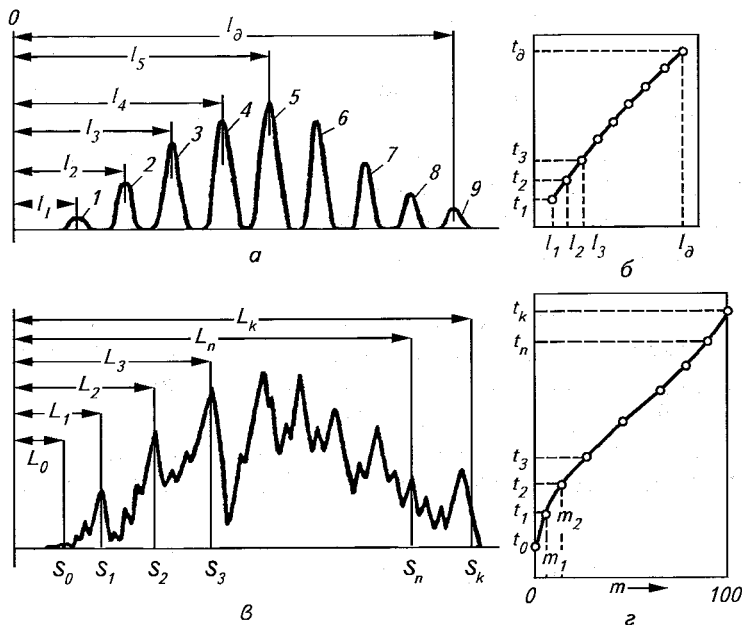 0
l∂
l5
l4
l3
l2
l1
1
2
3
4
5
6
7
8
9
а
t∂
t3
t2
t1
l1 l2 l3 l∂
б
Lk
Ln
L3
L2
L1
L0
S0 S1 S2 S3 Sn Sk
в
tk
tn
t3
t2
t1
t0
m2
m1
0 m 100
г